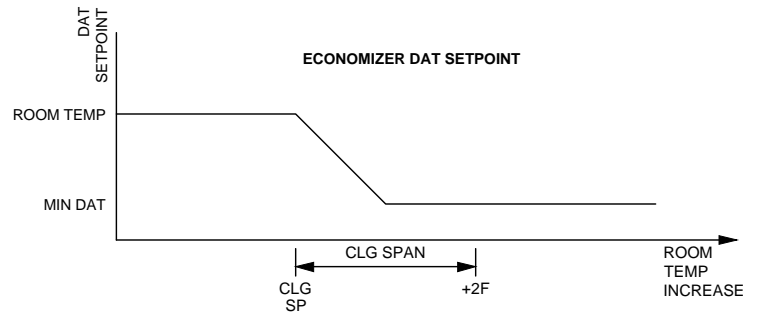 DAT
SETPOINT
ECONOMIZER DAT SETPOINT
ROOM TEMP
MIN DAT
CLG SPAN
CLG
SP
+2F
ROOM
TEMP
INCREASE